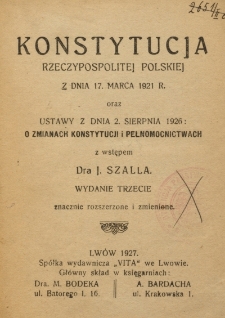 KONSTYTUCJA
RZECZYPOSPOLITEJ POLSKIEJ
Z DNIA 17. MARCA 1921 R.
oraz
USTAWY Z DNIA 2. SIERPNIA 1926:
O ZMIANACH KONSTYTUCJI i PEŁNOMOCNICTWACH
z wstępem
Dra J. SZALLA.
WYDANIE TRZECIE
znacznie rozszerzone i zmienione.
LWÓW 1927.
Spółka wydawnicza „VITA" we Lwowie.
Główny skład w księgarniach:
Dra. M. BODEKA
ul. Batorego l. 16.
A. BARDACHA
ul. Krakowska 1.